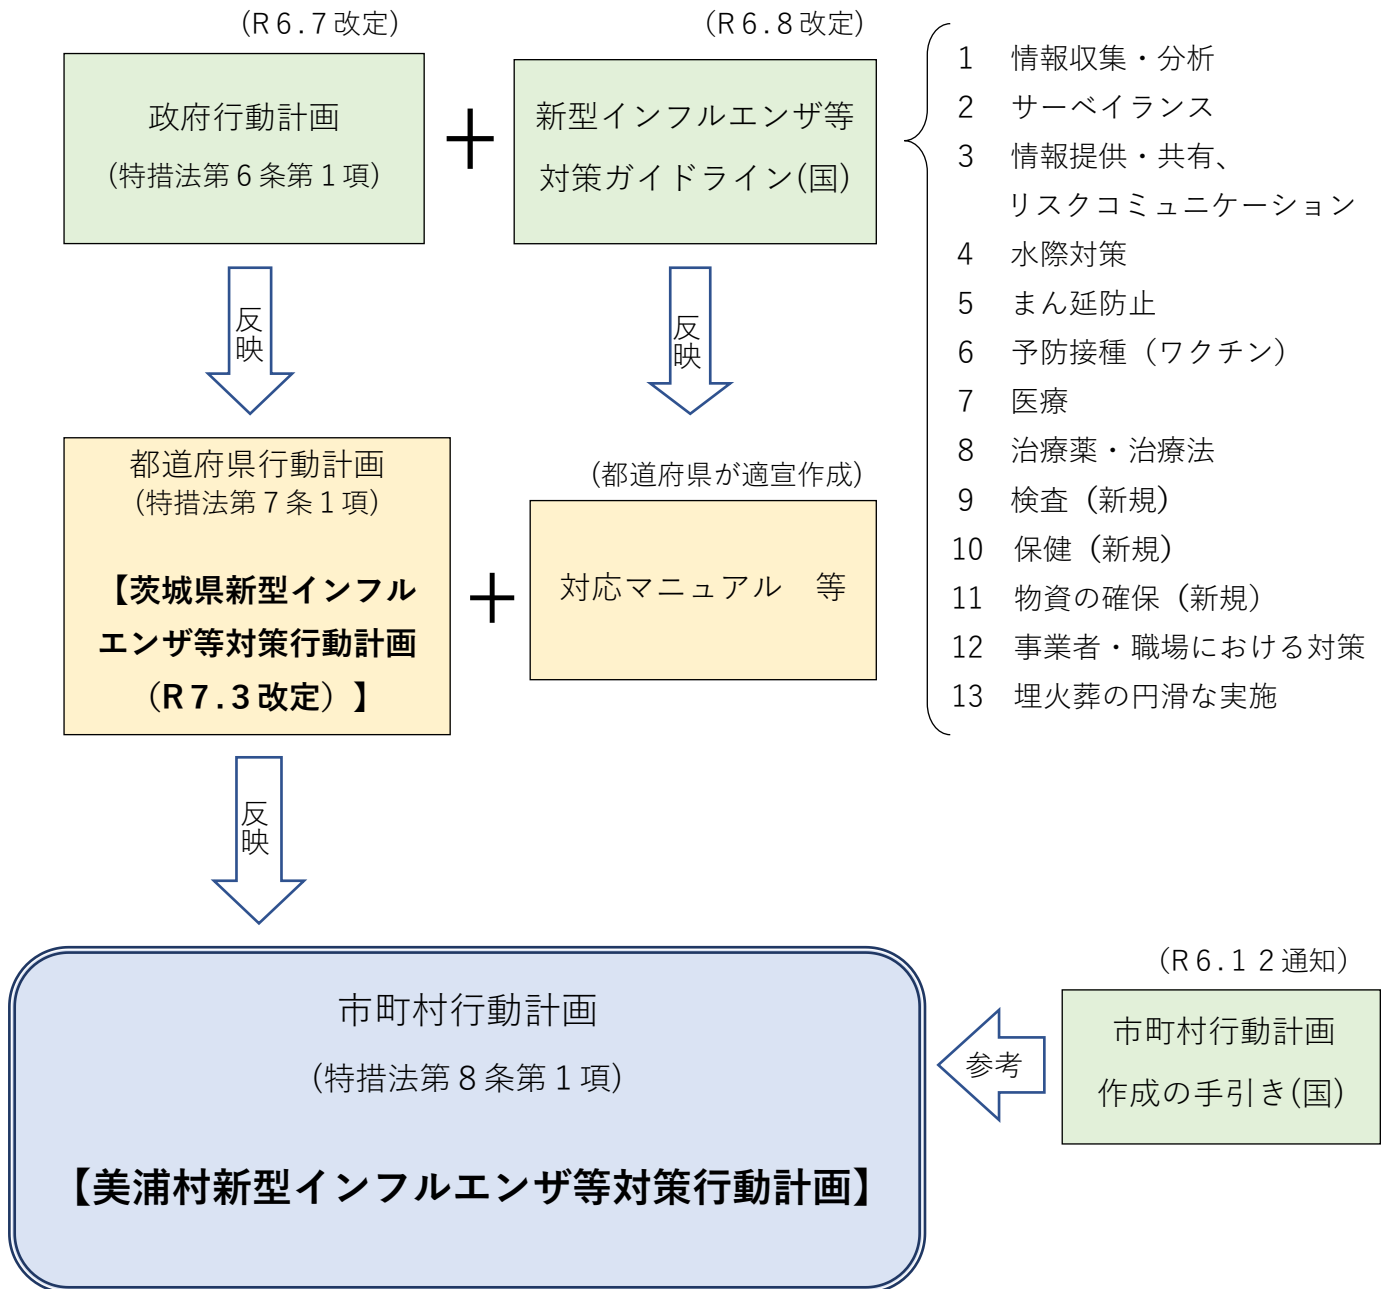 (R６.７改定)
政府行動計画
(特措法第６条第１項)
＋
(R６.８改定)
新型インフルエンザ等
対策ガイドライン(国)
1 情報収集・分析
2 サーベイランス
3 情報提供・共有、
リスクコミュニケーション
4 水際対策
5 まん延防止
6 予防接種（ワクチン）
7 医療
8 治療薬・治療法
9 検査（新規）
10 保健（新規）
11 物資の確保（新規）
12 事業者・職場における対策
13 埋火葬の円滑な実施
反映
反映
都道府県行動計画
(特措法第７条１項)
【茨城県新型インフル
エンザ等対策行動計画
（R７.３改定）】
＋
(都道府県が適宜作成)
対応マニュアル　等
反映
市町村行動計画
(特措法第８条第１項)
【美浦村新型インフルエンザ等対策行動計画】
参考
(R６.１２通知)
市町村行動計画
作成の手引き(国)